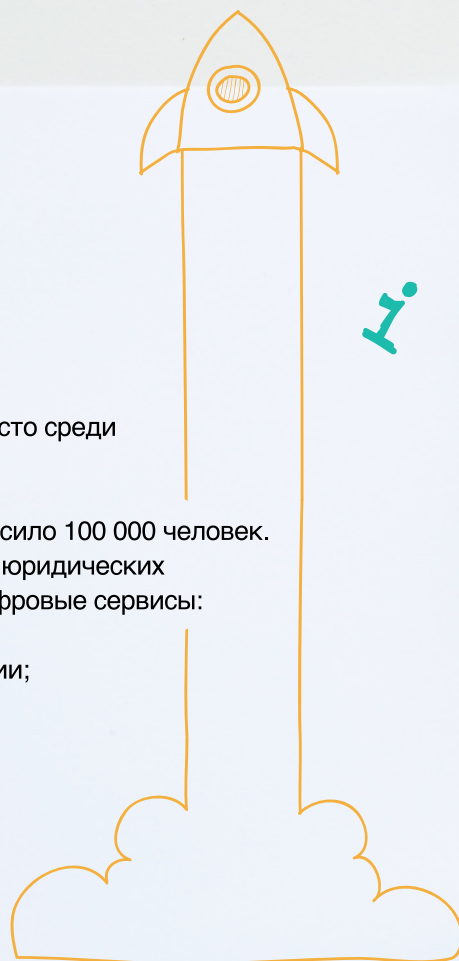 i
сто среди
сило 100 000 человек.
юридических
фровые сервисы:
ии;